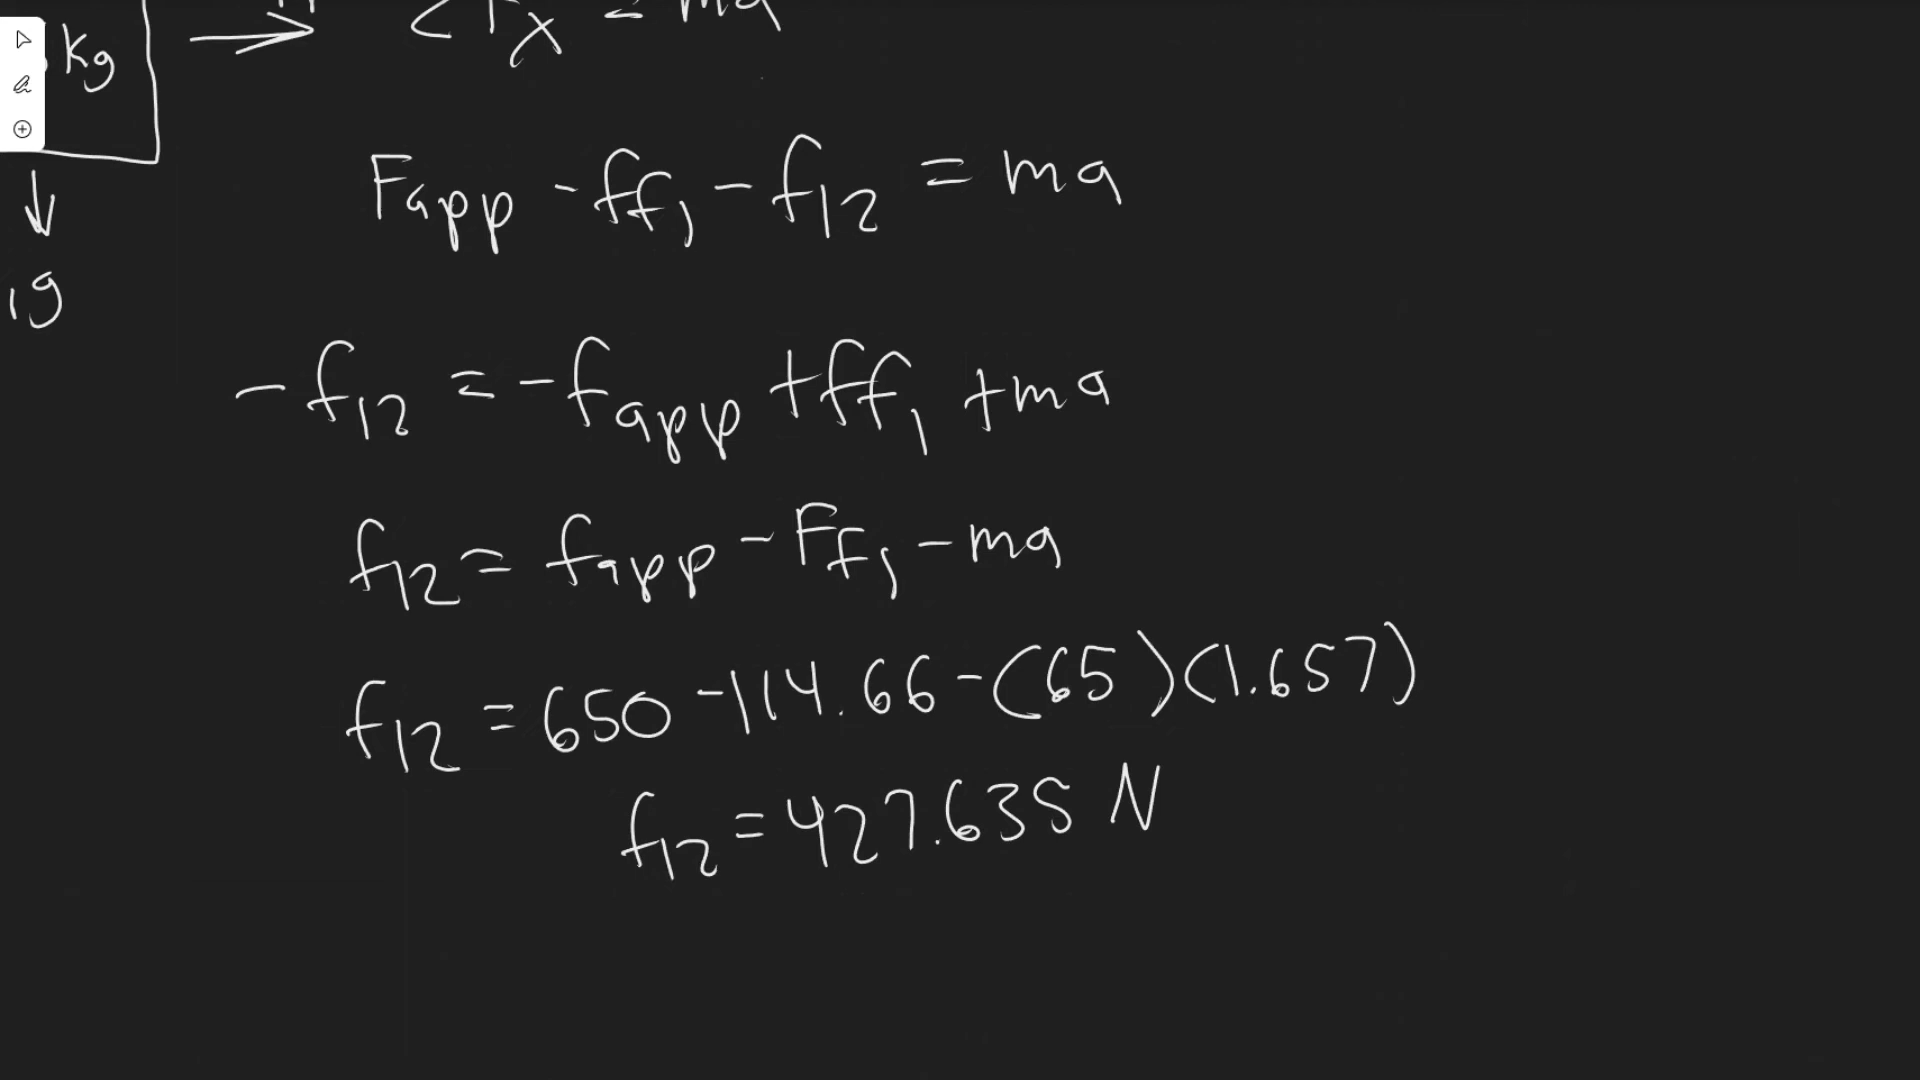 Kg
ΣFx = ma
Fapp - ff1 - f12 = ma
1g
-f12 = -fapp + ff1 + ma
f12 = fapp - Ff1 - ma
f12 = 650 - 114.66 - (65)(1.657)
f12 = 427.635 N